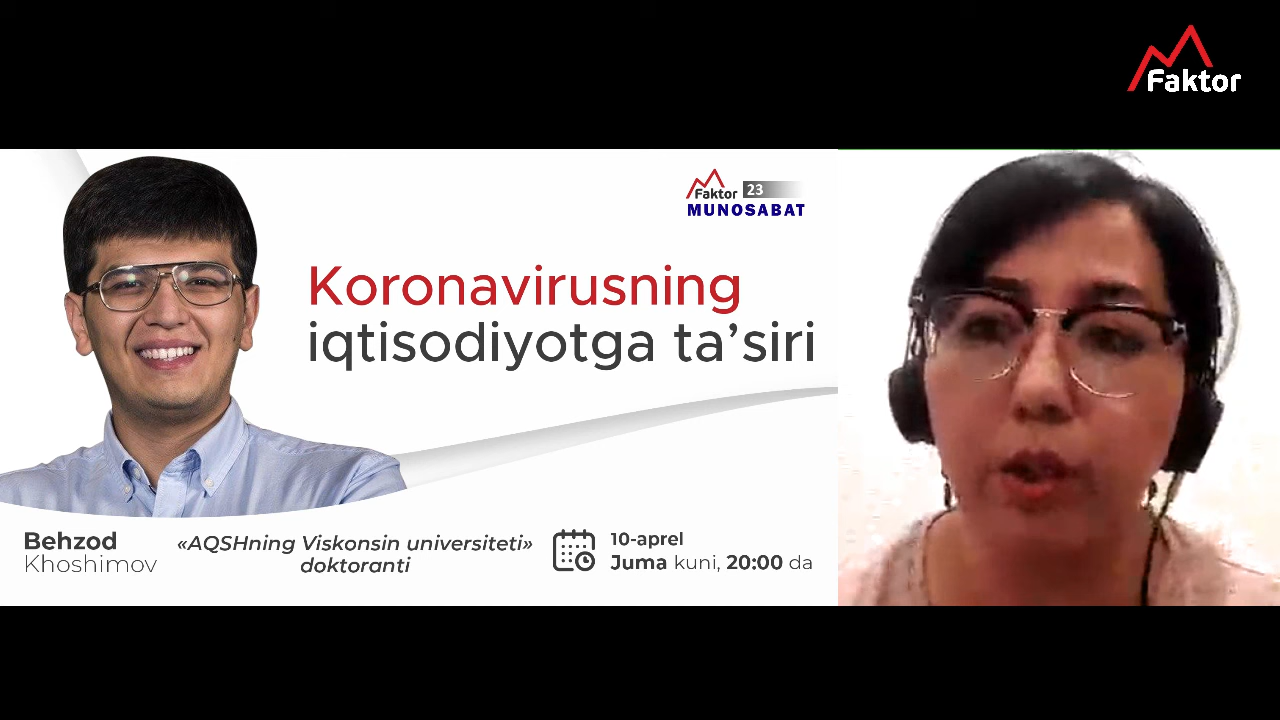 Faktor
Faktor 23
MUNOSABAT
Koronavirusning
iqtisodiyotga ta’siri
Behzod
Khoshimov
«AQSHning Viskonsin universiteti»
doktoranti
10-aprel
Juma kuni, 20:00 da